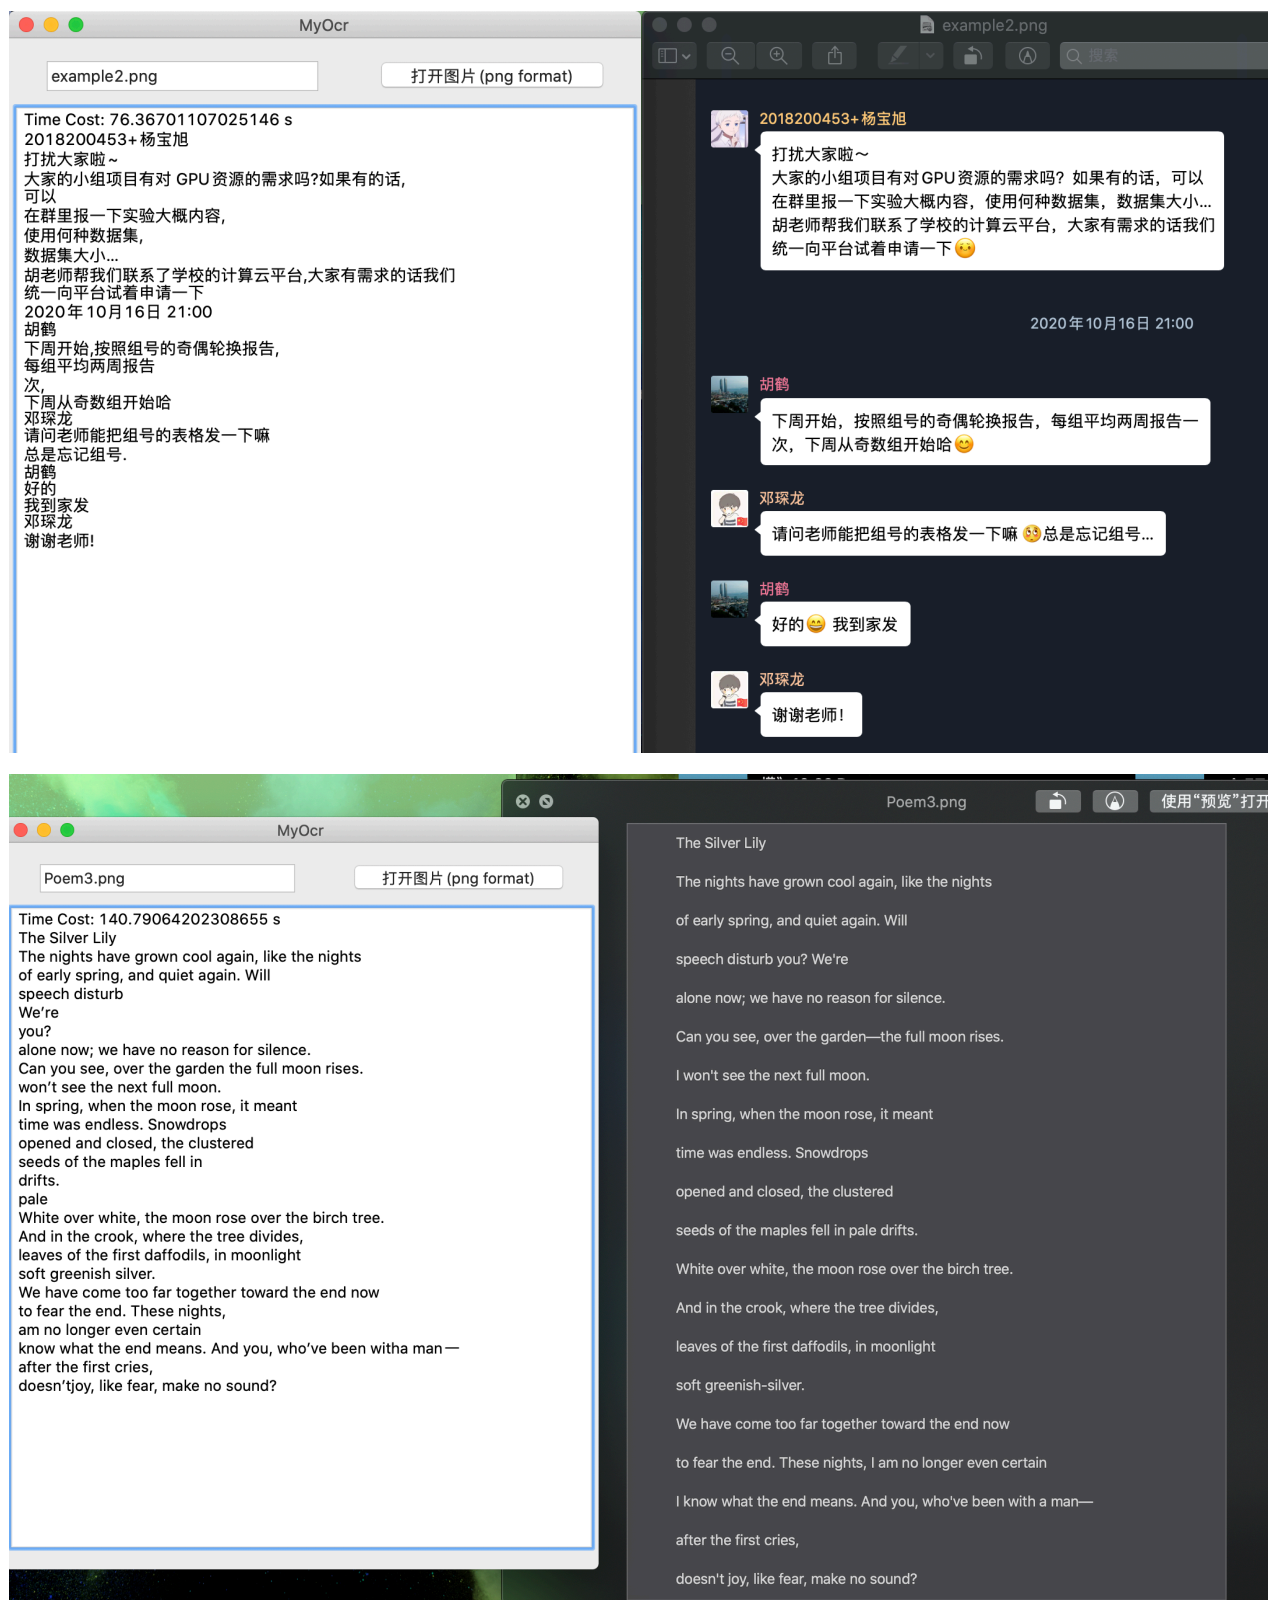 MyOcr
example2.png
打开图片(png format)
Time Cost: 76.36701107025146 s
2018200453+杨宝旭
打扰大家啦~
大家的小组项目有对 GPU资源的需求吗?如果有的话,
可以
在群里报一下实验大概内容,
使用何种数据集,
数据集大小...
胡老师帮我们联系了学校的计算云平台,大家有需求的话我们
统一向平台试着申请一下
2020年10月16日 21:00
胡鹤
下周开始,按照组号的奇偶轮换报告,
每组平均两周报告
次,
下周从奇数组开始哈
邓琛龙
请问老师能把组号的表格发一下嘛
总是忘记组号.
胡鹤
好的
我到家发
邓琛龙
谢谢老师!
example2.png
搜索
2018200453+杨宝旭
打扰大家啦～
大家的小组项目有对GPU资源的需求吗？如果有的话，可以
在群里报一下实验大概内容，使用何种数据集，数据集大小...
胡老师帮我们联系了学校的计算云平台，大家有需求的话我们
统一向平台试着申请一下
2020年10月16日 21:00
胡鹤
下周开始，按照组号的奇偶轮换报告，每组平均两周报告一
次，下周从奇数组开始哈😊
邓琛龙
请问老师能把组号的表格发一下嘛 🥺总是忘记组号...
胡鹤
好的😄 我到家发
邓琛龙
谢谢老师！
MyOcr
Poem3.png
打开图片(png format)
Time Cost: 140.79064202308655 s
The Silver Lily
The nights have grown cool again, like the nights
of early spring, and quiet again. Will
speech disturb
We’re
you?
alone now; we have no reason for silence.
Can you see, over the garden the full moon rises.
won’t see the next full moon.
In spring, when the moon rose, it meant
time was endless. Snowdrops
opened and closed, the clustered
seeds of the maples fell in
drifts.
pale
White over white, the moon rose over the birch tree.
And in the crook, where the tree divides,
leaves of the first daffodils, in moonlight
soft greenish silver.
We have come too far together toward the end now
to fear the end. These nights,
am no longer even certain
know what the end means. And you, who’ve been witha man—
after the first cries,
doesn’tjoy, like fear, make no sound?
Poem3.png
使用“预览”打开
The Silver Lily
The nights have grown cool again, like the nights
of early spring, and quiet again. Will
speech disturb you? We're
alone now; we have no reason for silence.
Can you see, over the garden—the full moon rises.
I won't see the next full moon.
In spring, when the moon rose, it meant
time was endless. Snowdrops
opened and closed, the clustered
seeds of the maples fell in pale drifts.
White over white, the moon rose over the birch tree.
And in the crook, where the tree divides,
leaves of the first daffodils, in moonlight
soft greenish-silver.
We have come too far together toward the end now
to fear the end. These nights, I am no longer even certain
I know what the end means. And you, who've been with a man—
after the first cries,
doesn't joy, like fear, make no sound?